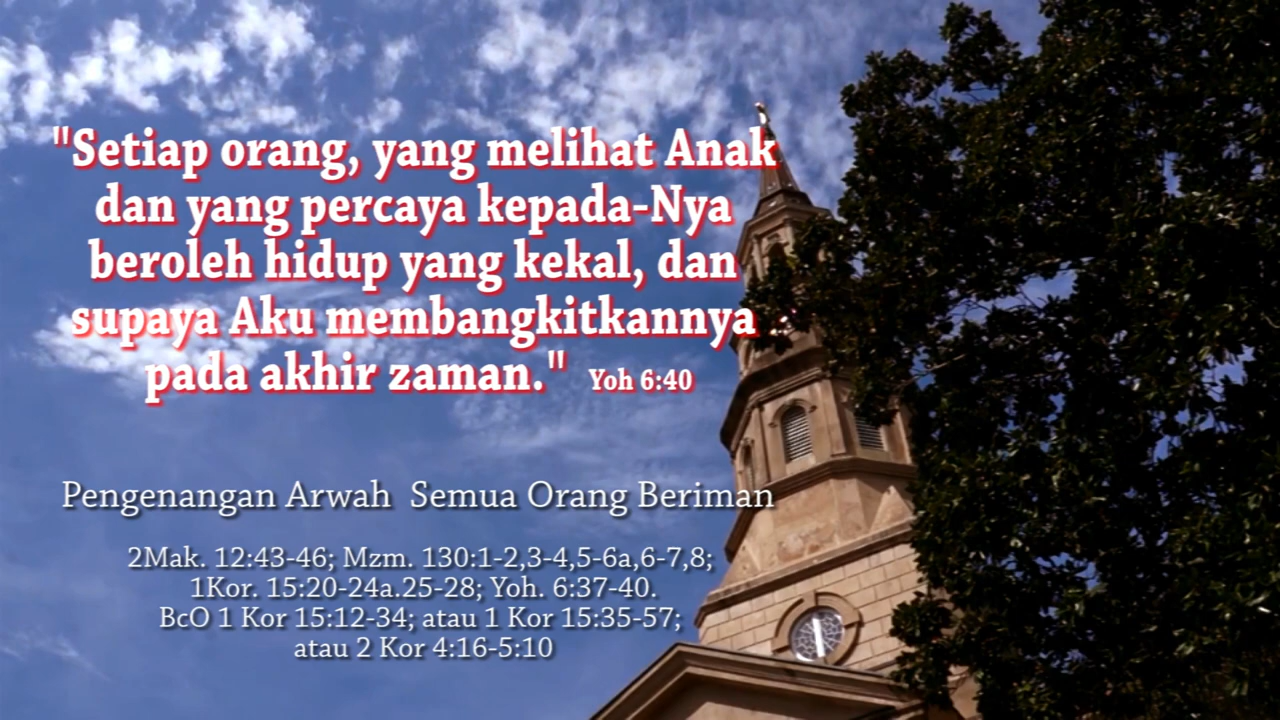 "Setiap orang, yang melihat Anak
dan yang percaya kepada-Nya
beroleh hidup yang kekal, dan
supaya Aku membangkitkannya
pada akhir zaman." Yoh 6:40
Pengenangan Arwah Semua Orang Beriman
2Mak. 12:43-46; Mzm. 130:1-2,3-4,5-6a,6-7,8;
1Kor. 15:20-24a.25-28; Yoh. 6:37-40.
BcO 1 Kor 15:12-34; atau 1 Kor 15:35-57;
atau 2 Kor 4:16-5:10